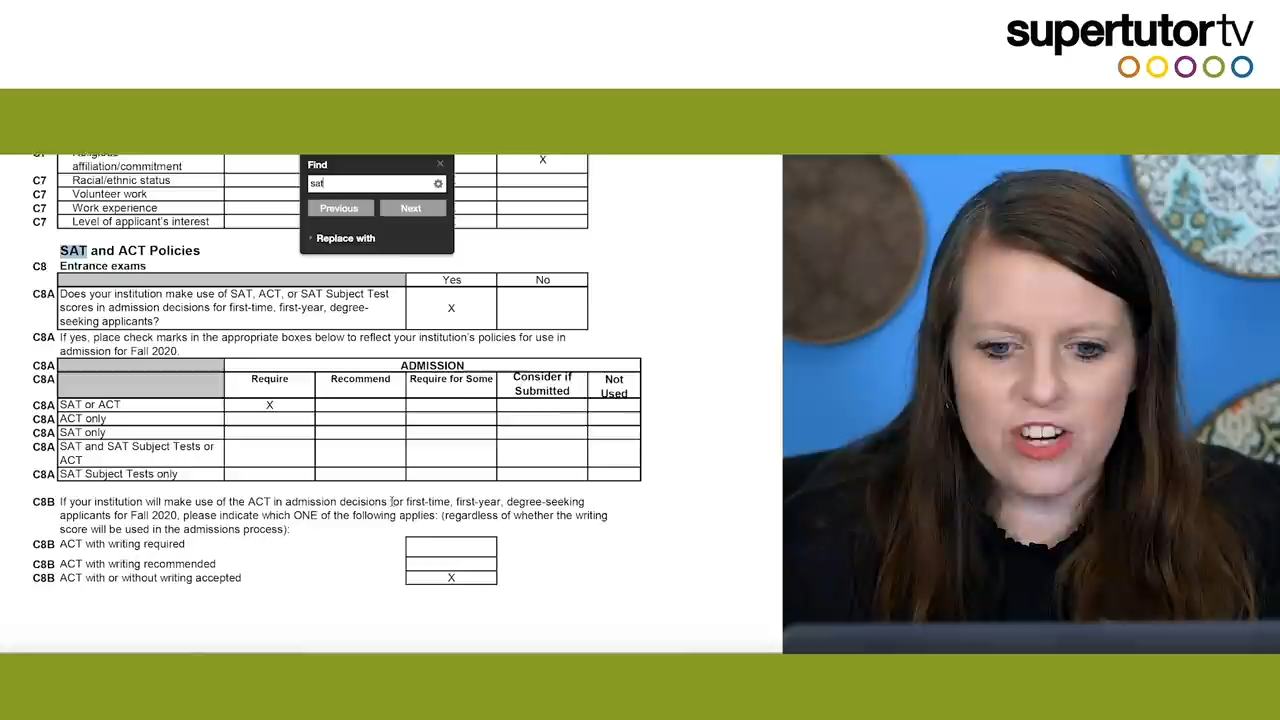 supertutortv
affiliation/commitment X
C7 Racial/ethnic status
C7 Volunteer work
C7 Work experience
C7 Level of applicant's interest
Find
sat
Previous Next
Replace with
SAT and ACT Policies
C8 Entrance exams
Yes No
C8A Does your institution make use of SAT, ACT, or SAT Subject Test
scores in admission decisions for first-time, first-year, degree-
seeking applicants? X
C8A If yes, place check marks in the appropriate boxes below to reflect your institution's policies for use in
admission for Fall 2020.
C8A ADMISSION
C8A Require Recommend Require for Some Consider if Submitted Not Used
C8A SAT or ACT X
C8A ACT only
C8A SAT only
C8A SAT and SAT Subject Tests or
ACT
C8A SAT Subject Tests only
C8B If your institution will make use of the ACT in admission decisions for first-time, first-year, degree-seeking
applicants for Fall 2020, please indicate which ONE of the following applies: (regardless of whether the writing
score will be used in the admissions process):
C8B ACT with writing required
C8B ACT with writing recommended
C8B ACT with or without writing accepted X